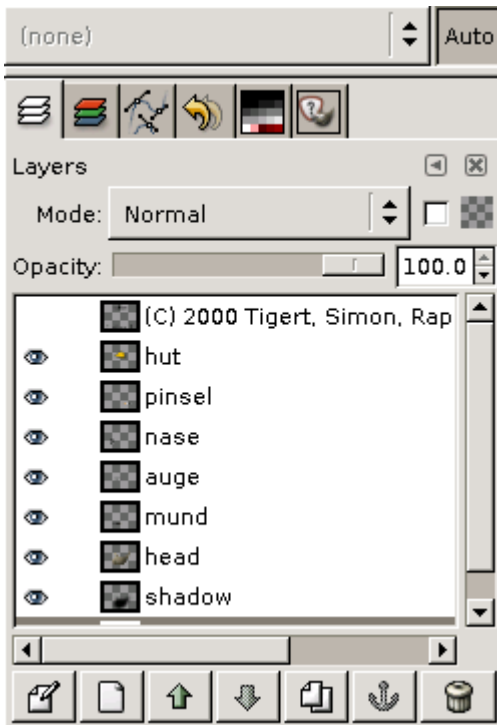 (none)
Auto
Layers
Mode: Normal
Opacity: 100.0
(C) 2000 Tigert, Simon, Rap
hut
pinsel
nase
auge
mund
head
shadow